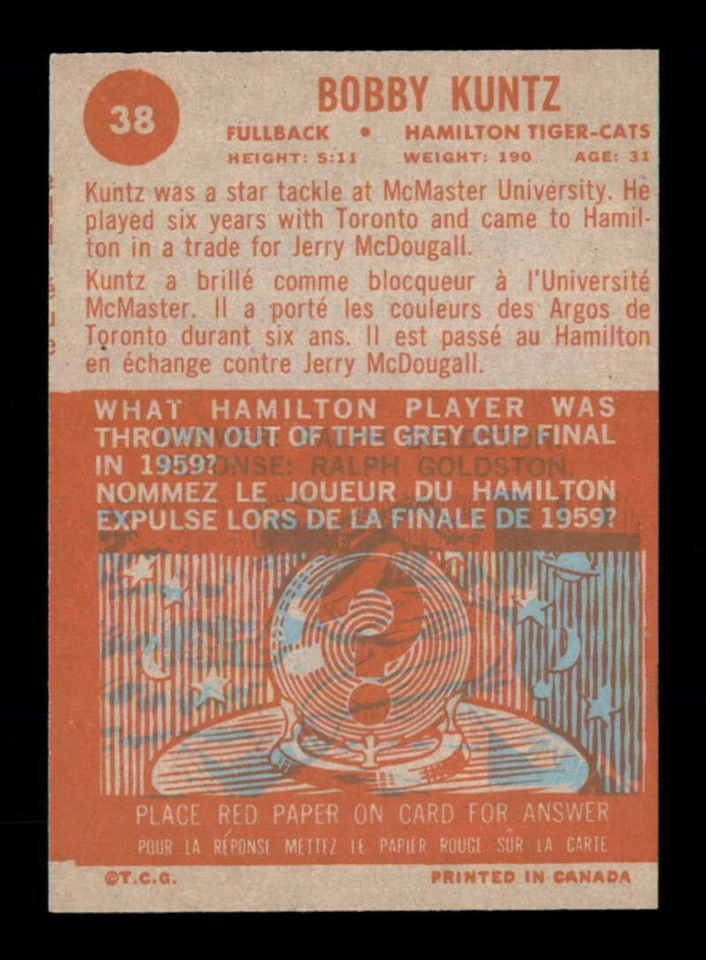 38
BOBBY KUNTZ
FULLBACK • HAMILTON TIGER-CATS
HEIGHT: 5:11 WEIGHT: 190 AGE: 31
Kuntz was a star tackle at McMaster University. He
played six years with Toronto and came to Hamil-
ton in a trade for Jerry McDougall.
Kuntz a brillé comme blocqueur à l'Université
McMaster. Il a porté les couleurs des Argos de
Toronto durant six ans. Il est passé au Hamilton
en échange contre Jerry McDougall.
WHAT HAMILTON PLAYER WAS
THROWN OUT OF THE GREY CUP FINAL
RALPH GOLDSTON
IN 1959?
RALPH GOLDSTON.
NOMMEZ LE JOUEUR DU HAMILTON
EXPULSE LORS DE LA FINALE DE 1959?
PLACE RED PAPER ON CARD FOR ANSWER
POUR LA RÉPONSE METTEZ LE PAPIER ROUGE SÛR LA CARTE
©T.C.G. PRINTED IN CANADA